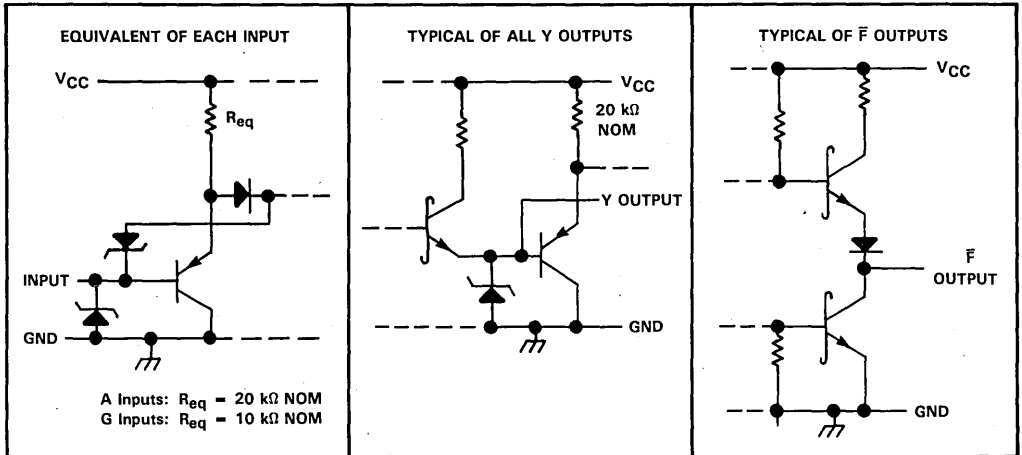 EQUIVALENT OF EACH INPUT
VCC
Req
INPUT
GND
A Inputs: Req = 20 kΩ NOM
G Inputs: Req = 10 kΩ NOM
TYPICAL OF ALL Y OUTPUTS
VCC
20 kΩ
NOM
Y OUTPUT
GND
TYPICAL OF F̄ OUTPUTS
VCC
F̄
OUTPUT
GND